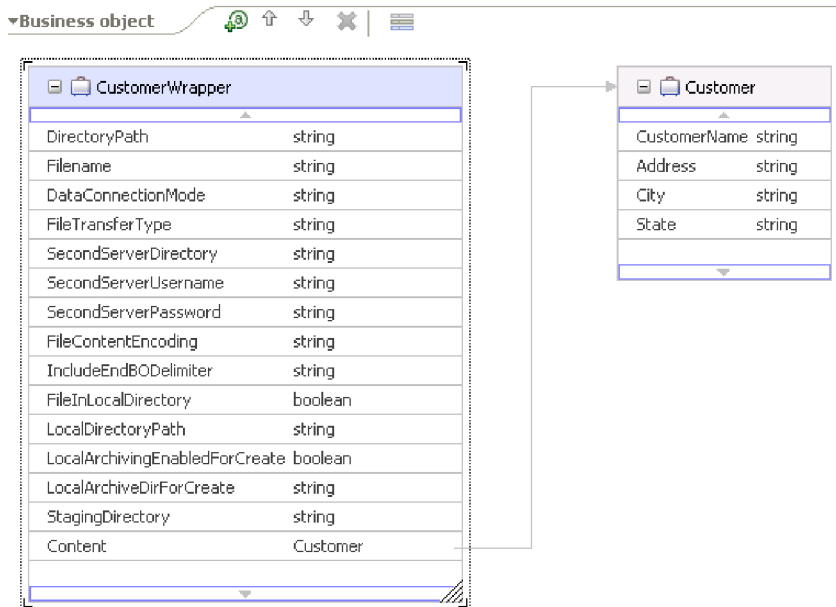 Business object
CustomerWrapper
DirectoryPath string
Filename string
DataConnectionMode string
FileTransferType string
SecondServerDirectory string
SecondServerUsername string
SecondServerPassword string
FileContentEncoding string
IncludeEndBODelimiter string
FileInLocalDirectory boolean
LocalDirectoryPath string
LocalArchivingEnabledForCreate boolean
LocalArchiveDirForCreate string
StagingDirectory string
Content Customer
Customer
CustomerName string
Address string
City string
State string